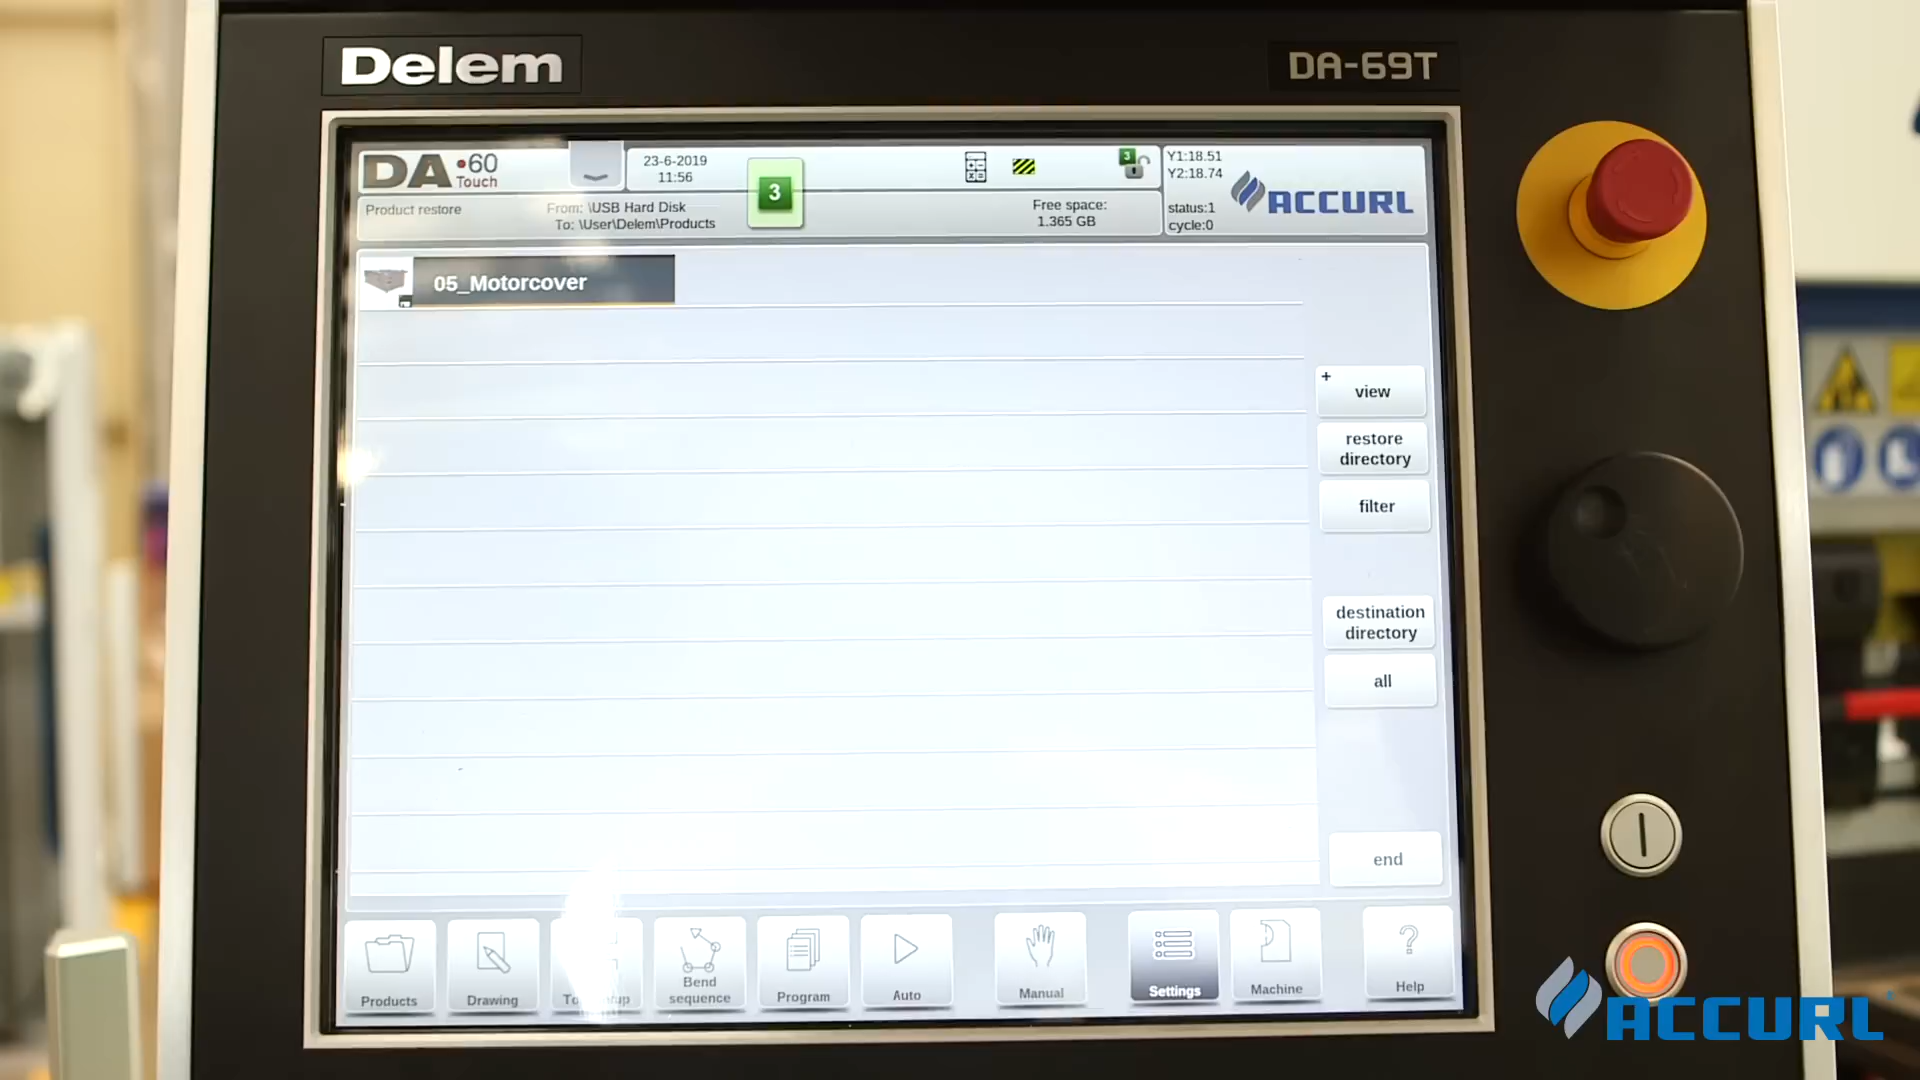 Delem
DA-69T
DA•60
Touch
23-6-2019
11:56
3
3
Y1:18.51
Y2:18.74
status:1
cycle:0
ACCURL
Product restore
From: \USB Hard Disk
To: \User\Delem\Products
Free space:
1.365 GB
05_Motorcover
+
view
restore
directory
filter
destination
directory
all
end
Products
Drawing
Bend
sequence
Program
Auto
Manual
Settings
Machine
?
Help
ACCURL